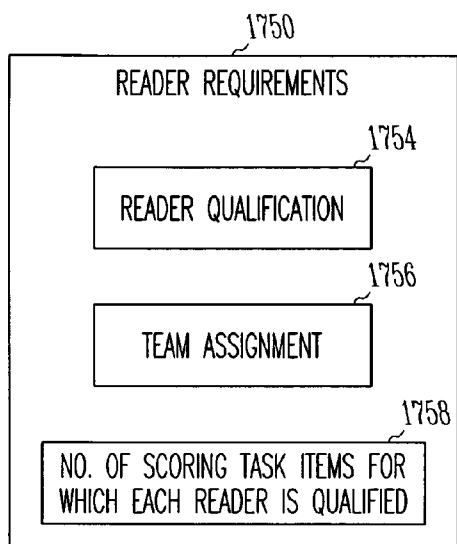 1750
READER REQUIREMENTS
1754
READER QUALIFICATION
1756
TEAM ASSIGNMENT
1758
NO. OF SCORING TASK ITEMS FOR
WHICH EACH READER IS QUALIFIED